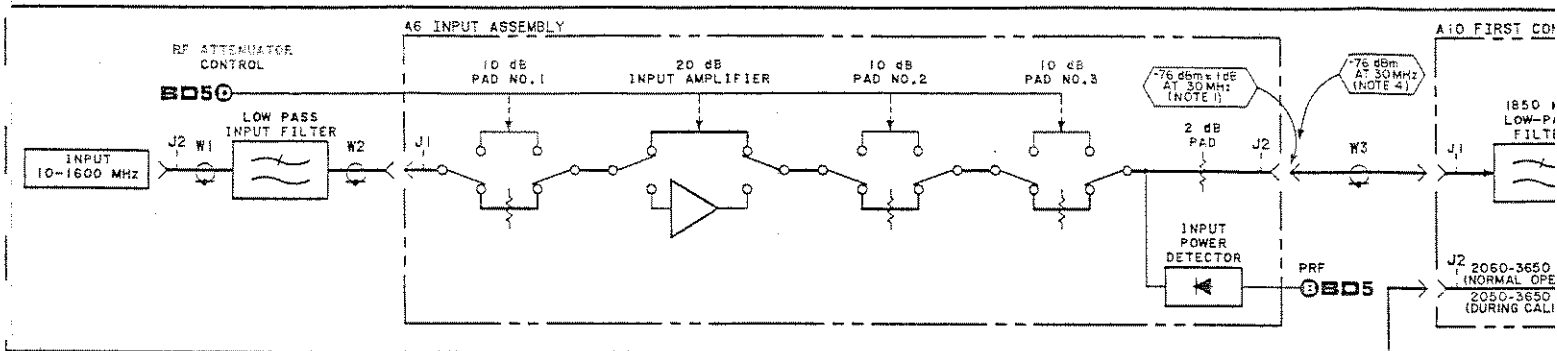 A6 INPUT ASSEMBLY
A10 FIRST CON
RF ATTENUATOR
CONTROL
BD5
10 dB
PAD NO.1
20 dB
INPUT AMPLIFIER
10 dB
PAD NO.2
10 dB
PAD NO.3
-76 dBm ± 1dB
AT 30MHz
(NOTE 1)
-76 dBm
AT 30MHz
(NOTE 4)
INPUT
10-1600 MHz
J2
W1
LOW PASS
INPUT FILTER
W2
J1
2 dB
PAD
J2
W3
J1
1850 M
LOW-PA
FILTE
INPUT
POWER
DETECTOR
PRF
BD5
J2
2060-3650
(NORMAL OPE
2050-3650
(DURING CALI